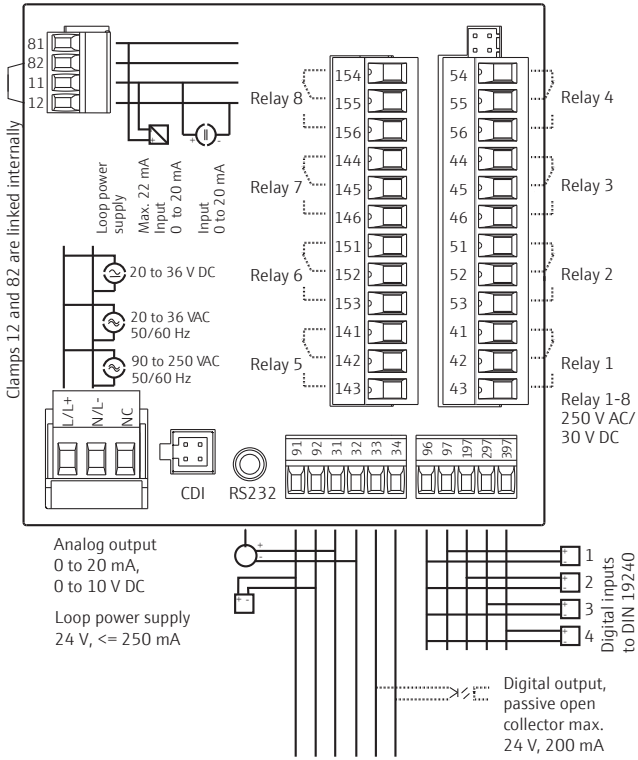 Clamps 12 and 82 are linked internally
81
82
11
12
Loop power
supply
Max. 22 mA
Input
0 to 20 mA
Input
0 to 20 mA
20 to 36 V DC
20 to 36 VAC
50/60 Hz
90 to 250 VAC
50/60 Hz
L/L+
N/L-
NC
CDI
RS232
Relay 8
154
155
156
Relay 7
144
145
146
Relay 6
151
152
153
Relay 5
141
142
143
54
55
56
Relay 4
44
45
46
Relay 3
51
52
53
Relay 2
41
42
43
Relay 1
Relay 1-8
250 V AC/
30 V DC
91
92
31
32
33
34
96
97
197
297
397
Analog output
0 to 20 mA,
0 to 10 V DC
Loop power supply
24 V, <= 250 mA
1
2
3
4
Digital inputs
to DIN 19240
Digital output,
passive open
collector max.
24 V, 200 mA